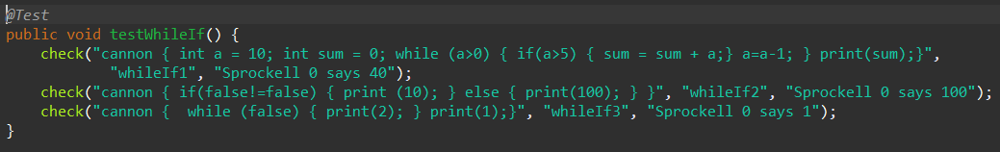 @Test
public void testWhileIf() {
    check("cannon { int a = 10; int sum = 0; while (a>0) { if(a>5) { sum = sum + a;} a=a-1; } print(sum);}",
            "whileIf1", "Sprockell 0 says 40");
    check("cannon { if(false!=false) { print (10); } else { print(100); } }", "whileIf2", "Sprockell 0 says 100");
    check("cannon {  while (false) { print(2); } print(1);}", "whileIf3", "Sprockell 0 says 1");
}